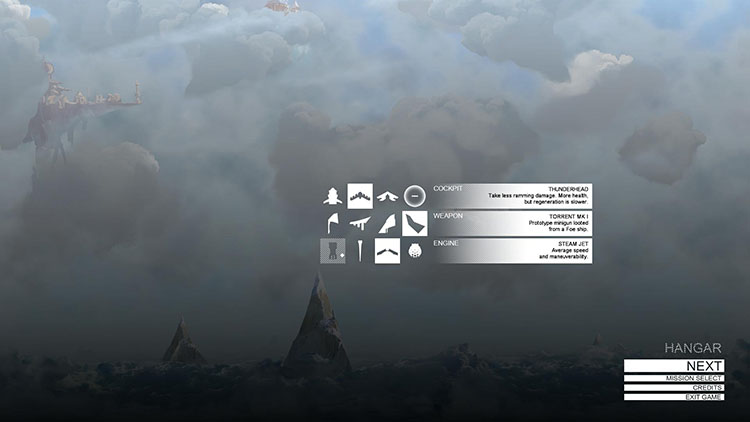 COCKPIT
THUNDERHEAD
Take less ramming damage. More health,
but regeneration is slower.
WEAPON
TORRENT MK I
Prototype minigun looted
from a Foe ship.
ENGINE
STEAM JET
Average speed
and maneuverability.
HANGAR
NEXT
MISSION SELECT
CREDITS
EXIT GAME